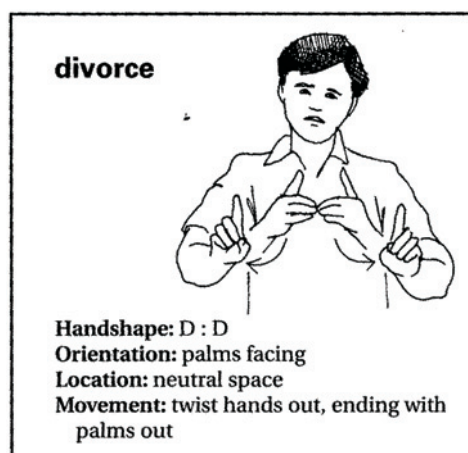 divorce
Handshape: D : D
Orientation: palms facing
Location: neutral space
Movement: twist hands out, ending with
palms out